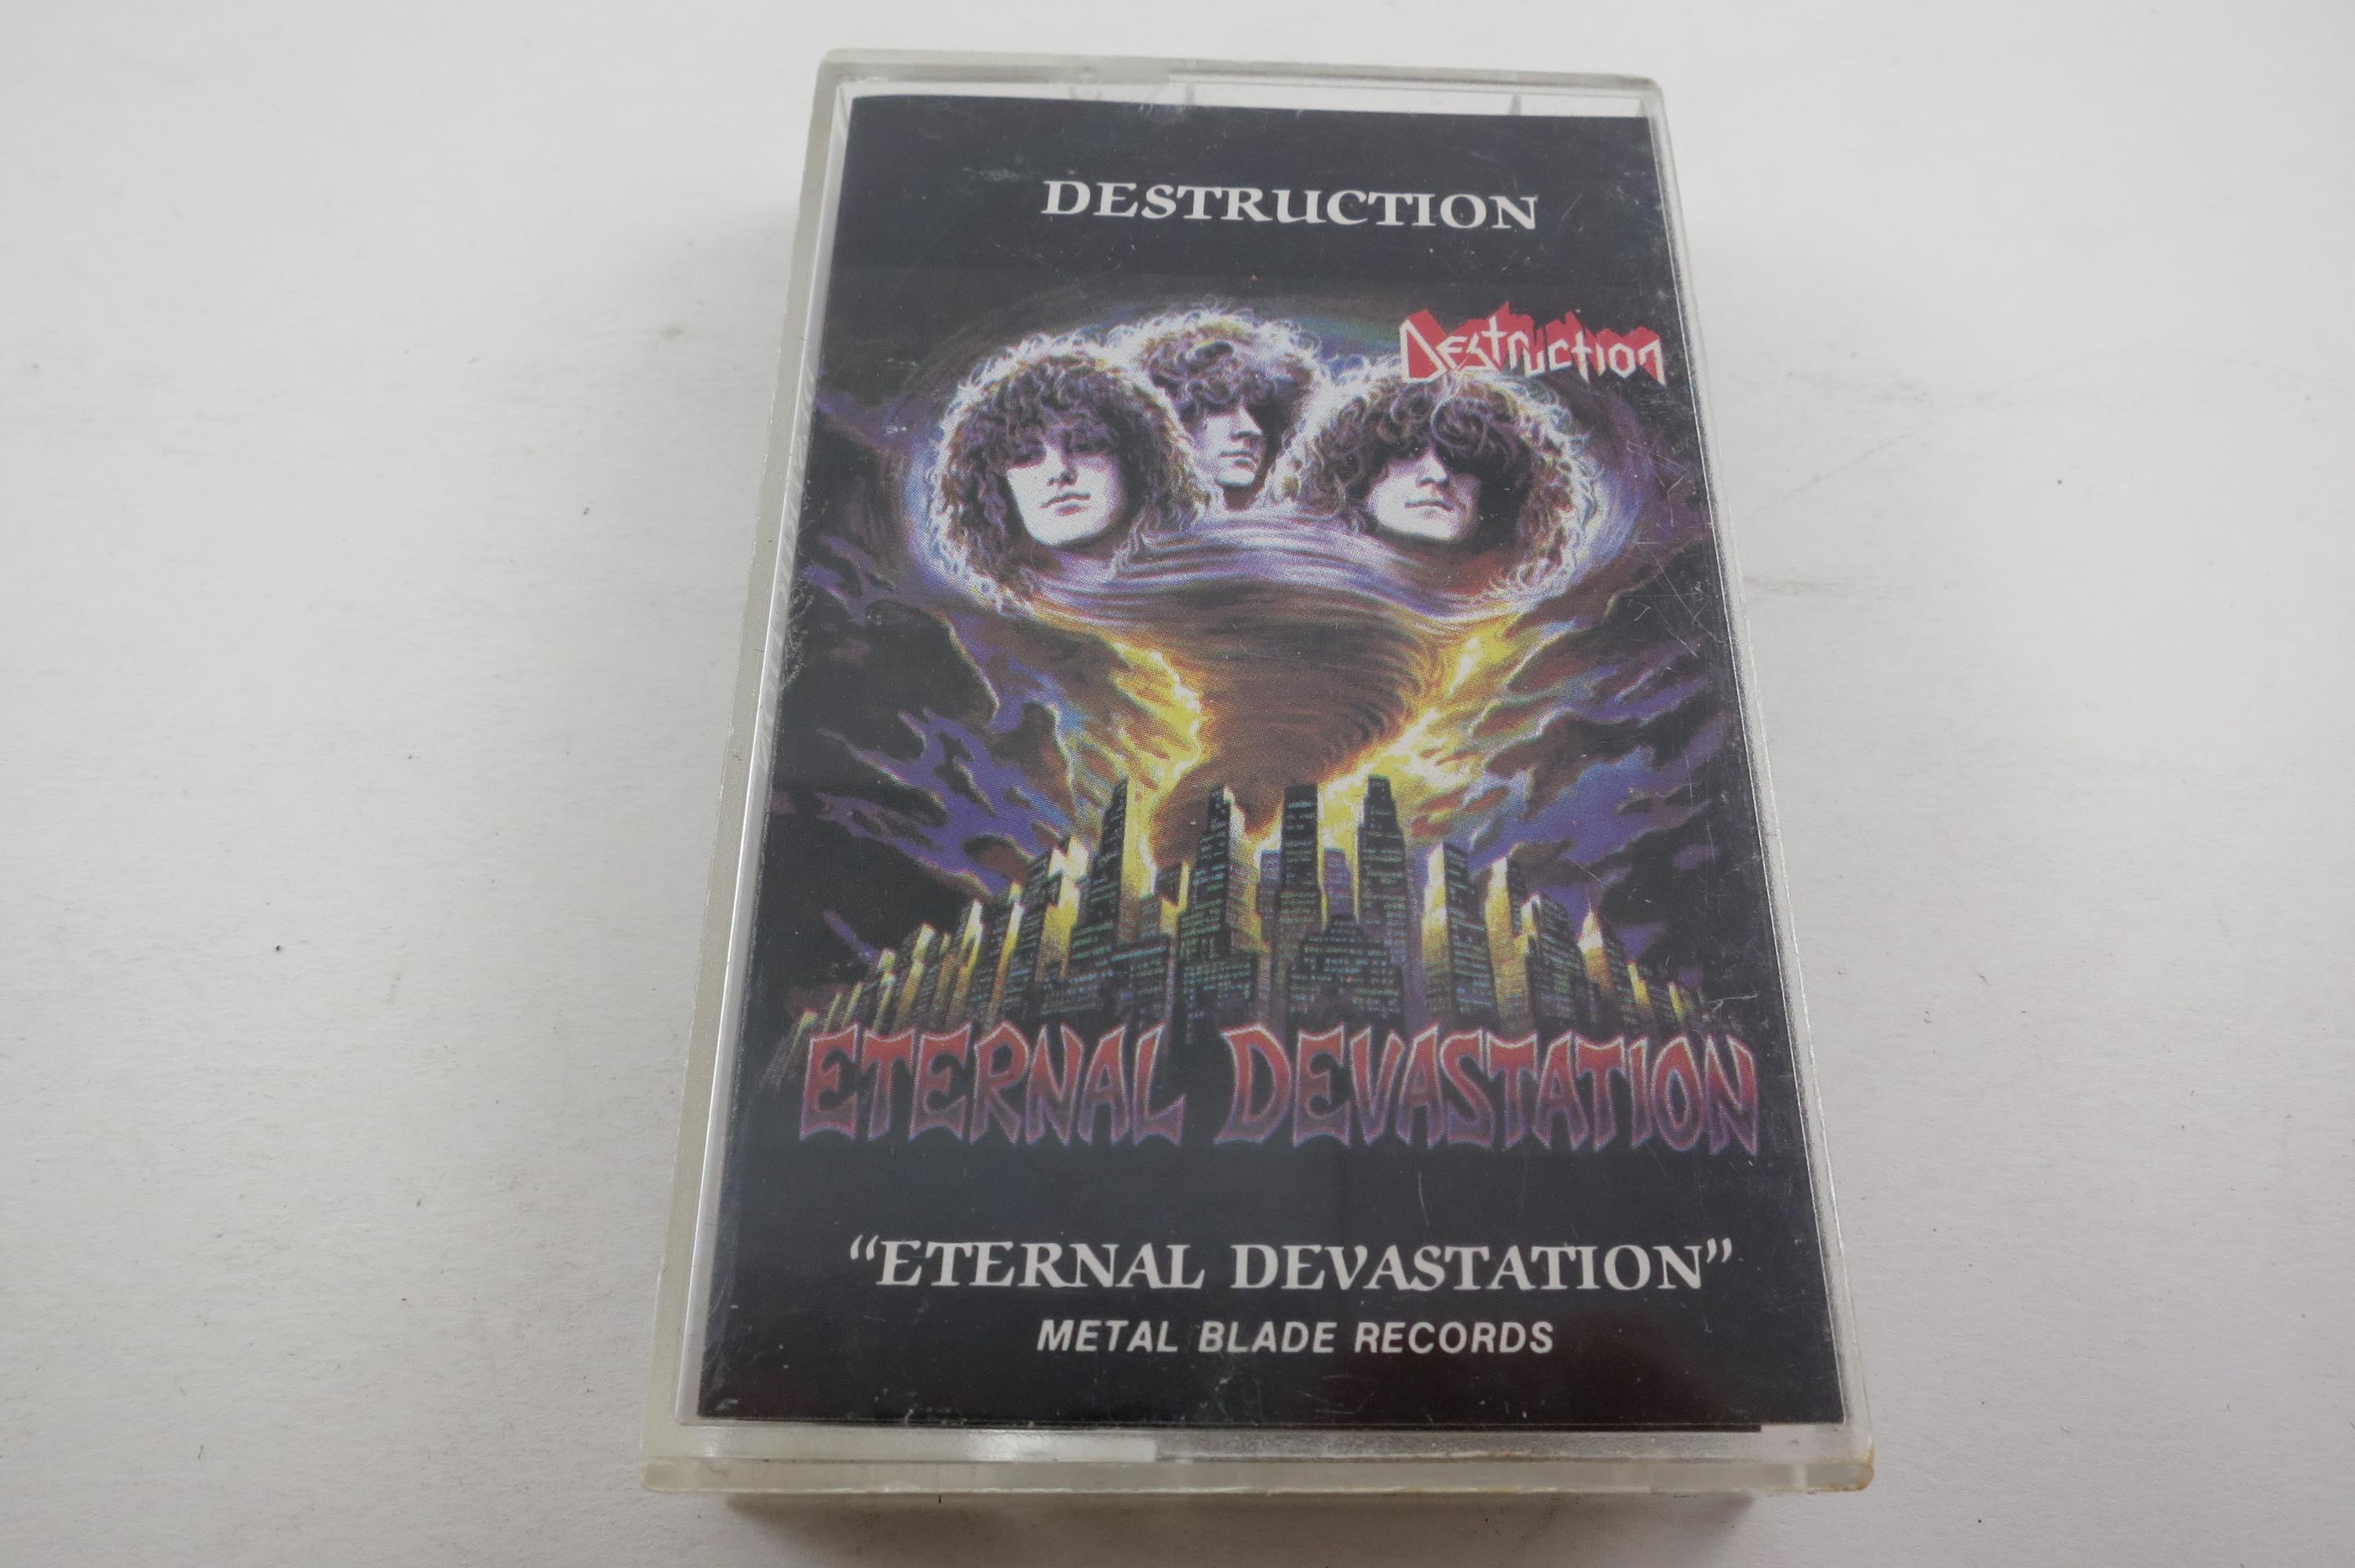 DESTRUCTION
DESTRUCTION
ETERNAL DEVASTATION
“ETERNAL DEVASTATION”
METAL BLADE RECORDS